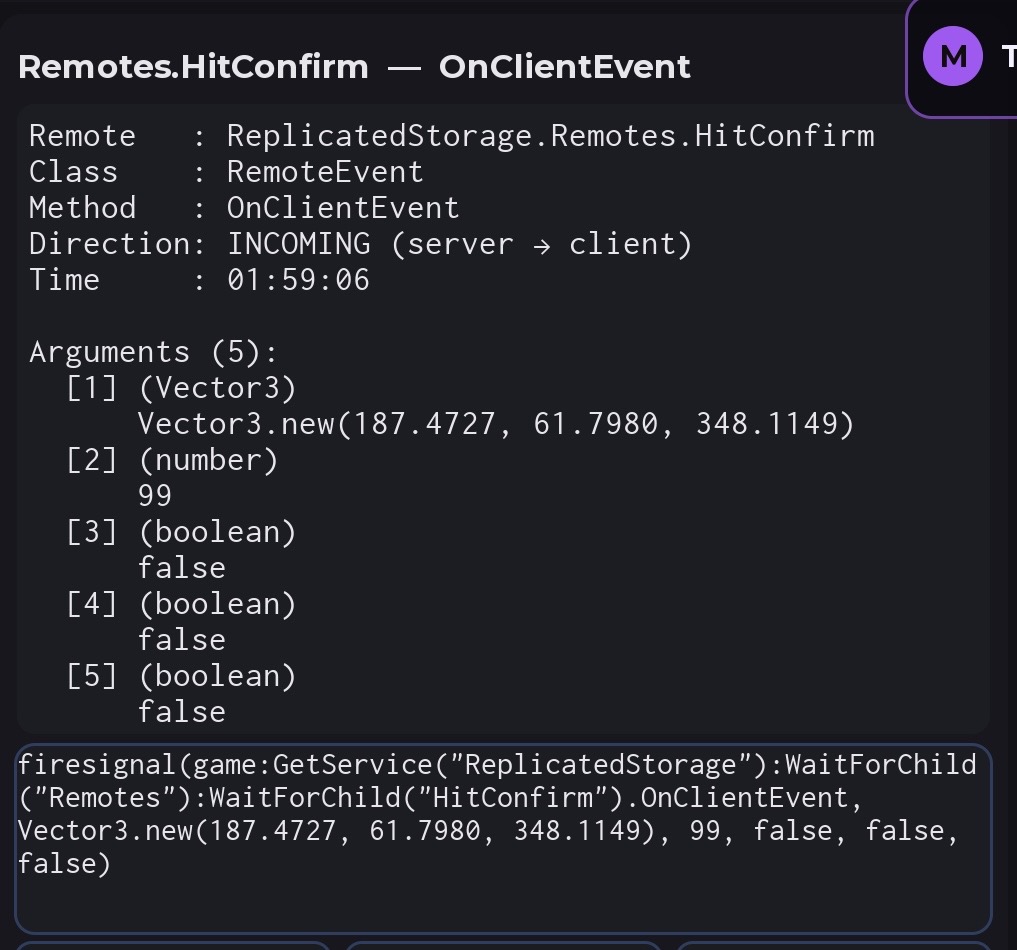 Remotes.HitConfirm — OnClientEvent
M T
Remote : ReplicatedStorage.Remotes.HitConfirm
Class : RemoteEvent
Method : OnClientEvent
Direction: INCOMING (server → client)
Time : 01:59:06
Arguments (5):
[1] (Vector3)
Vector3.new(187.4727, 61.7980, 348.1149)
[2] (number)
99
[3] (boolean)
false
[4] (boolean)
false
[5] (boolean)
false
firesignal(game:GetService("ReplicatedStorage"):WaitForChild
("Remotes"):WaitForChild("HitConfirm").OnClientEvent,
Vector3.new(187.4727, 61.7980, 348.1149), 99, false, false,
false)